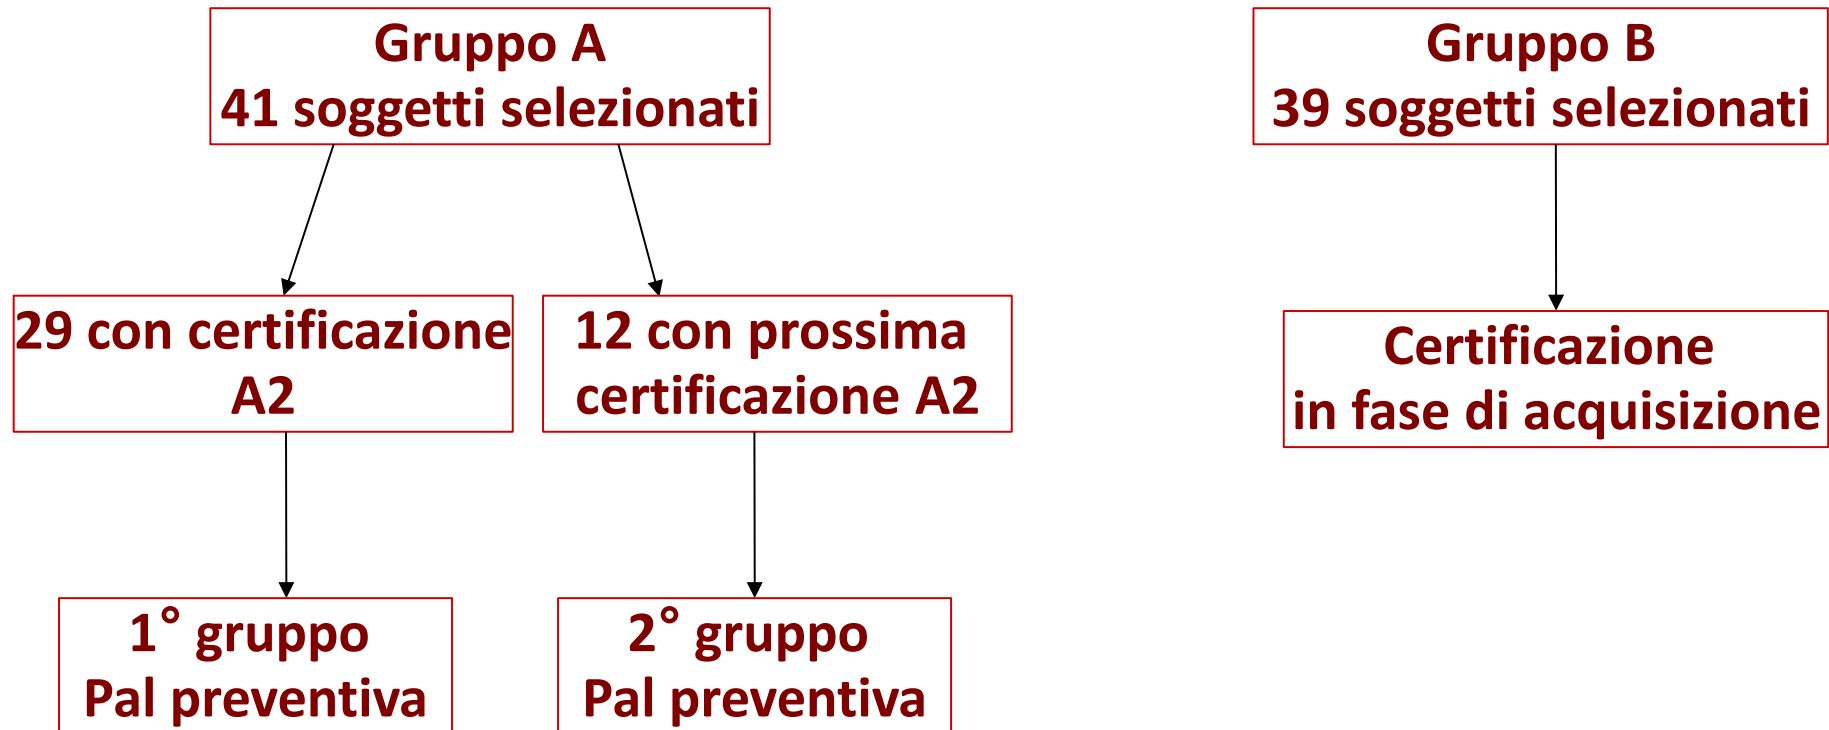 Gruppo A
41 soggetti selezionati
Gruppo B
39 soggetti selezionati
29 con certificazione
A2
12 con prossima
certificazione A2
Certificazione
in fase di acquisizione
1° gruppo
Pal preventiva
2° gruppo
Pal preventiva